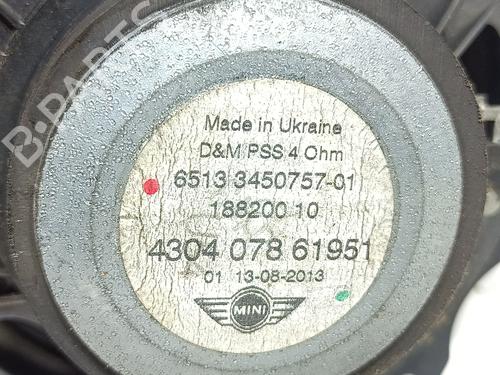 B-PARTS
Made in Ukraine
D&M PSS 4 Ohm
6513 3450757-01
188200 10
4304 078 61951
01 13-08-2013
MINI